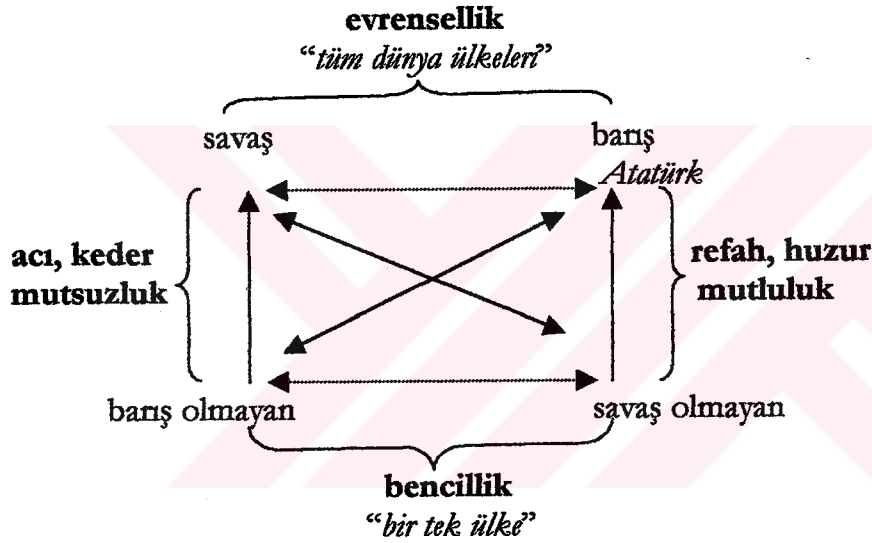 evrensellik
“tüm dünya ülkeleri”
savaş
barış
Atatürk
acı, keder
mutsuzluk
refah, huzur
mutluluk
barış olmayan
savaş olmayan
bencillik
“bir tek ülke”